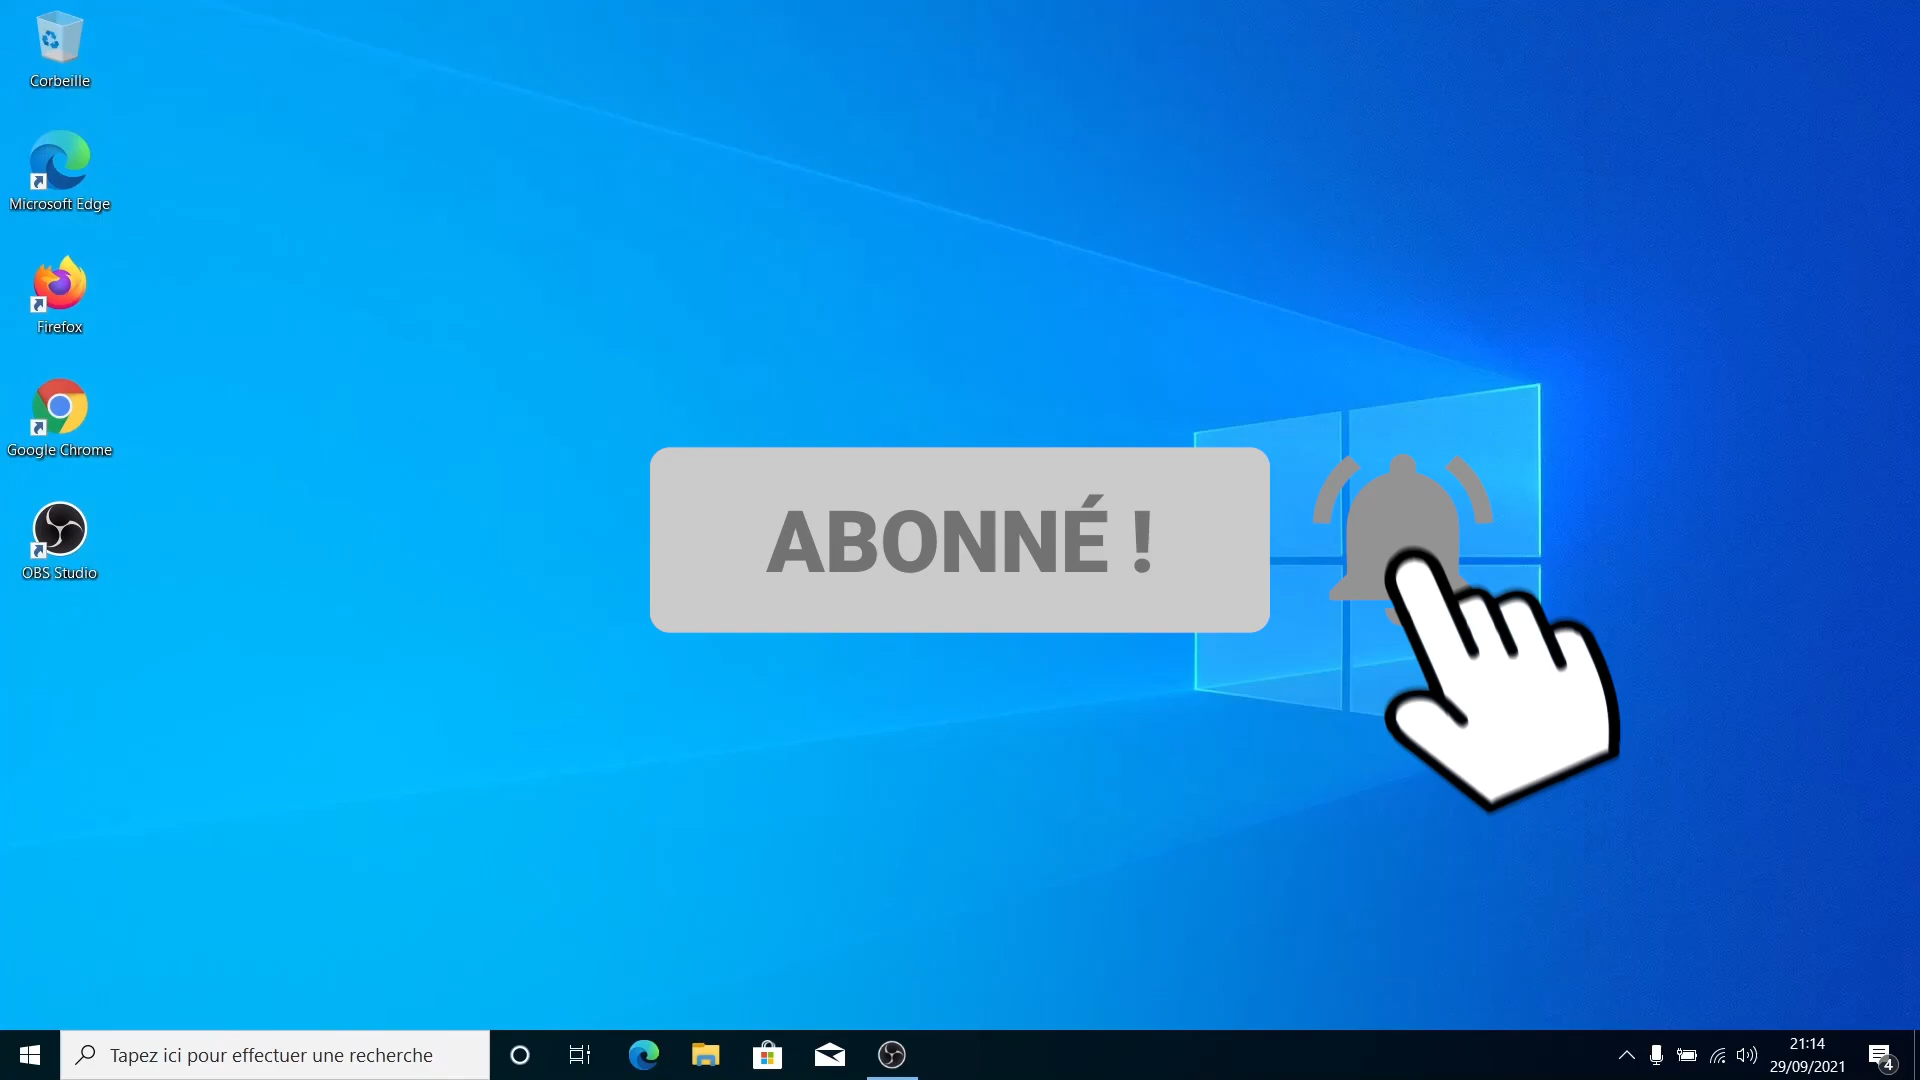 Corbeille
Microsoft Edge
Firefox
Google Chrome
OBS Studio
ABONNÉ !
Tapez ici pour effectuer une recherche
21:14
29/09/2021
4